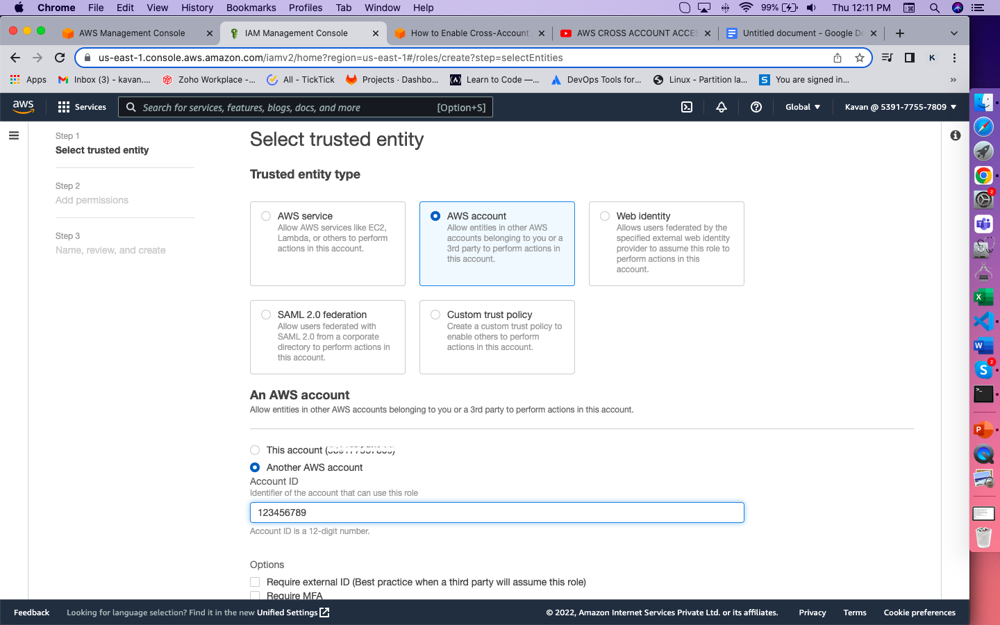 Chrome File Edit View History Bookmarks Profiles Tab Window Help 99% Thu 12:11 PM
AWS Management Console IAM Management Console How to Enable Cross-Account AWS CROSS ACCOUNT ACCES Untitled document - Google Do
us-east-1.console.aws.amazon.com/iamv2/home?region=us-east-1#/roles/create?step=selectEntities K
Apps Inbox (3) - kavan.... Zoho Workplace -... All - TickTick Projects · Dashbo... Learn to Code —... DevOps Tools for... Linux - Partition la... You are signed in... »
aws Services Search for services, features, blogs, docs, and more [Option+S] Global Kavan @ 5391-7755-7809
Step 1
Select trusted entity
Step 2
Add permissions
Step 3
Name, review, and create
Select trusted entity
Trusted entity type
AWS service
Allow AWS services like EC2,
Lambda, or others to perform
actions in this account.
AWS account
Allow entities in other AWS
accounts belonging to you or a
3rd party to perform actions in
this account.
Web identity
Allows users federated by the
specified external web identity
provider to assume this role to
perform actions in this
account.
SAML 2.0 federation
Allow users federated with
SAML 2.0 from a corporate
directory to perform actions in
this account.
Custom trust policy
Create a custom trust policy to
enable others to perform
actions in this account.
An AWS account
Allow entities in other AWS accounts belonging to you or a 3rd party to perform actions in this account.
This account
Another AWS account
Account ID
Identifier of the account that can use this role
123456789
Account ID is a 12-digit number.
Options
Require external ID (Best practice when a third party will assume this role)
Require MFA
Feedback Looking for language selection? Find it in the new Unified Settings © 2022, Amazon Internet Services Private Ltd. or its affiliates. Privacy Terms Cookie preferences